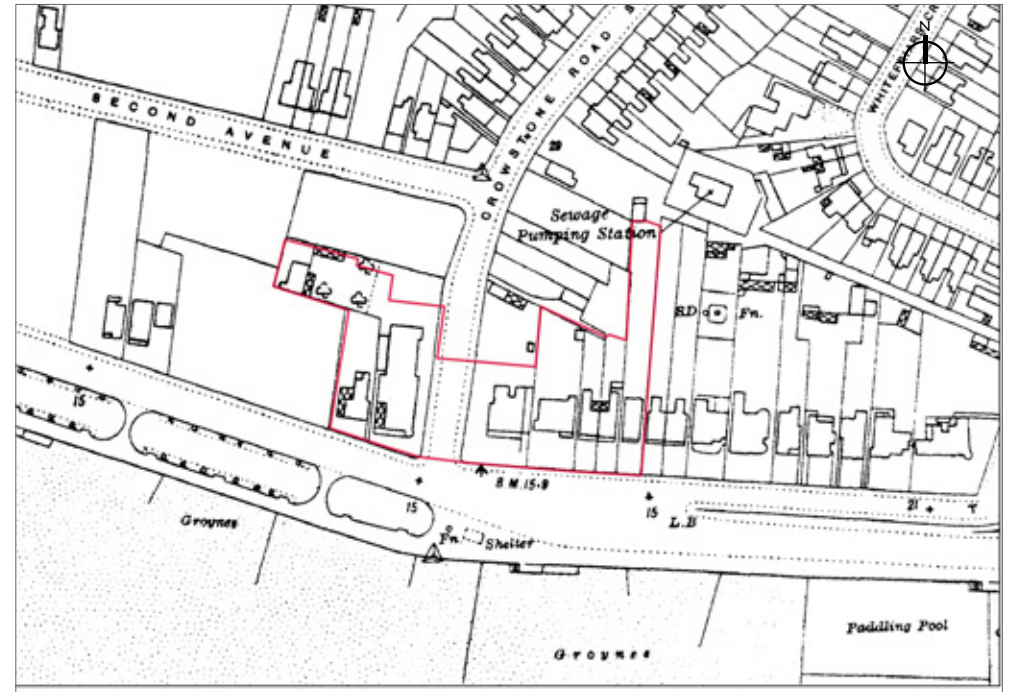 N
SECOND AVENUE
CROWSTONE ROAD
29
Sewage
Pumping Station
S.D.
Fn.
15
B M. 15·9
15
15
21
L.B
Groynes
Fn.
Shelter
Paddling Pool
Groynes